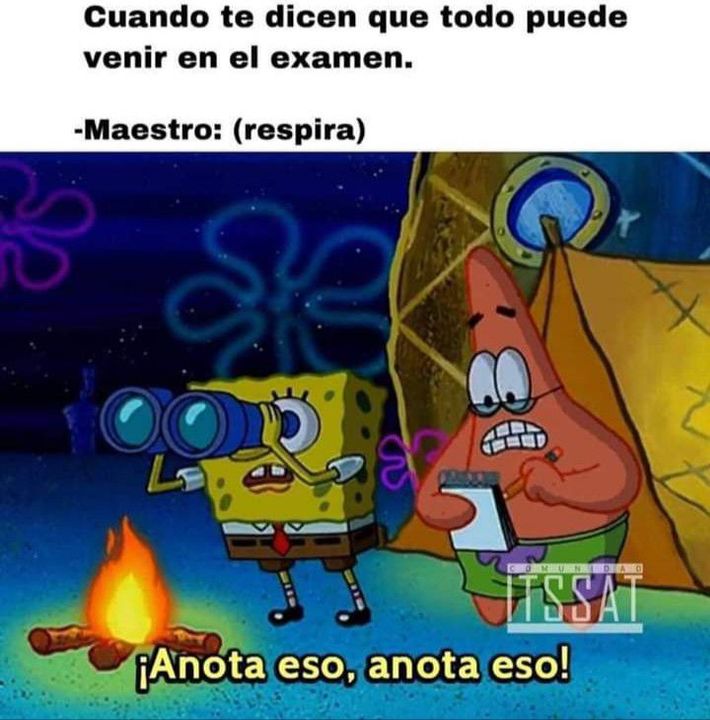 Cuando te dicen que todo puede
venir en el examen.
-Maestro: (respira)
COMUNIDAD
ITSSAT
¡Anota eso, anota eso!